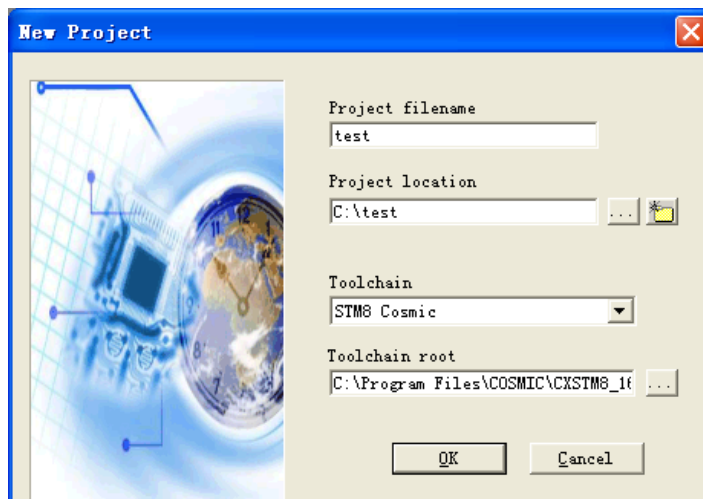 New Project
Project filename
test
Project location
C:\test
...
Toolchain
STM8 Cosmic
Toolchain root
C:\Program Files\COSMIC\CXSTM8_16
...
OK
Cancel